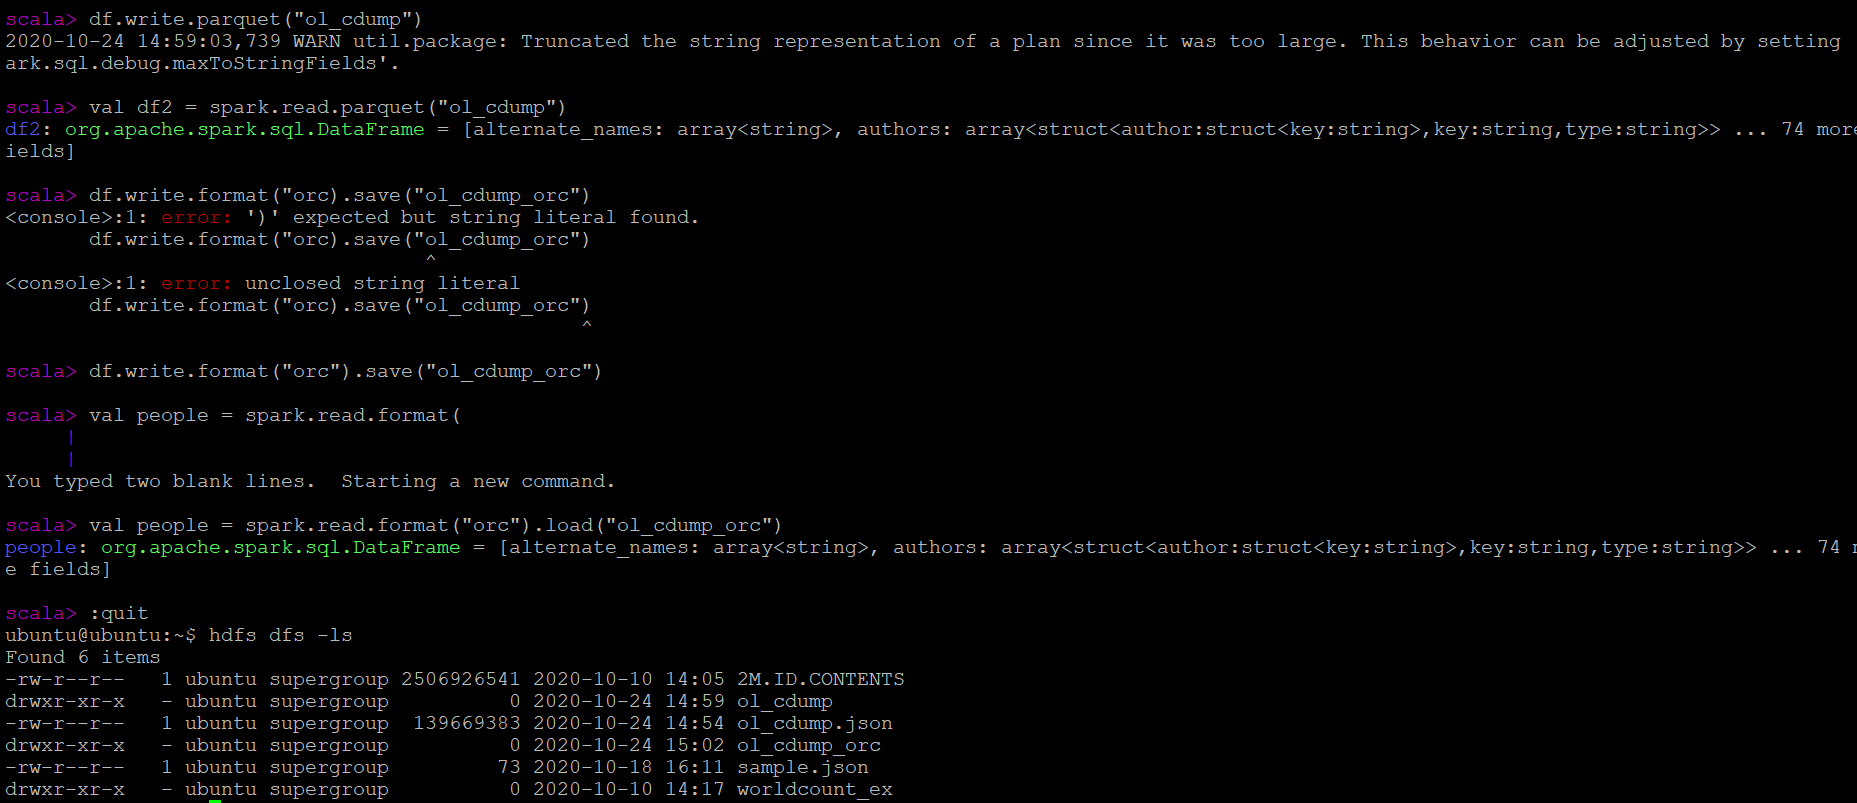 scala> df.write.parquet("ol_cdump")
2020-10-24 14:59:03,739 WARN util.package: Truncated the string representation of a plan since it was too large. This behavior can be adjusted by setting
ark.sql.debug.maxToStringFields'.
scala> val df2 = spark.read.parquet("ol_cdump")
df2: org.apache.spark.sql.DataFrame = [alternate_names: array<string>, authors: array<struct<author:struct<key:string>,key:string,type:string>> ... 74 more
ields]
scala> df.write.format("orc).save("ol_cdump_orc")
<console>:1: error: ')' expected but string literal found.
       df.write.format("orc).save("ol_cdump_orc")
                                   ^
<console>:1: error: unclosed string literal
       df.write.format("orc).save("ol_cdump_orc")
                                                ^
scala> df.write.format("orc").save("ol_cdump_orc")
scala> val people = spark.read.format(
     |
     |
You typed two blank lines.  Starting a new command.
scala> val people = spark.read.format("orc").load("ol_cdump_orc")
people: org.apache.spark.sql.DataFrame = [alternate_names: array<string>, authors: array<struct<author:struct<key:string>,key:string,type:string>> ... 74
e fields]
scala> :quit
ubuntu@ubuntu:~$ hdfs dfs -ls
Found 6 items
-rw-r--r--   1 ubuntu supergroup 2506926541 2020-10-10 14:05 2M.ID.CONTENTS
drwxr-xr-x   - ubuntu supergroup          0 2020-10-24 14:59 ol_cdump
-rw-r--r--   1 ubuntu supergroup  139669383 2020-10-24 14:54 ol_cdump.json
drwxr-xr-x   - ubuntu supergroup          0 2020-10-24 15:02 ol_cdump_orc
-rw-r--r--   1 ubuntu supergroup         73 2020-10-18 16:11 sample.json
drwxr-xr-x   - ubuntu supergroup          0 2020-10-10 14:17 worldcount_ex